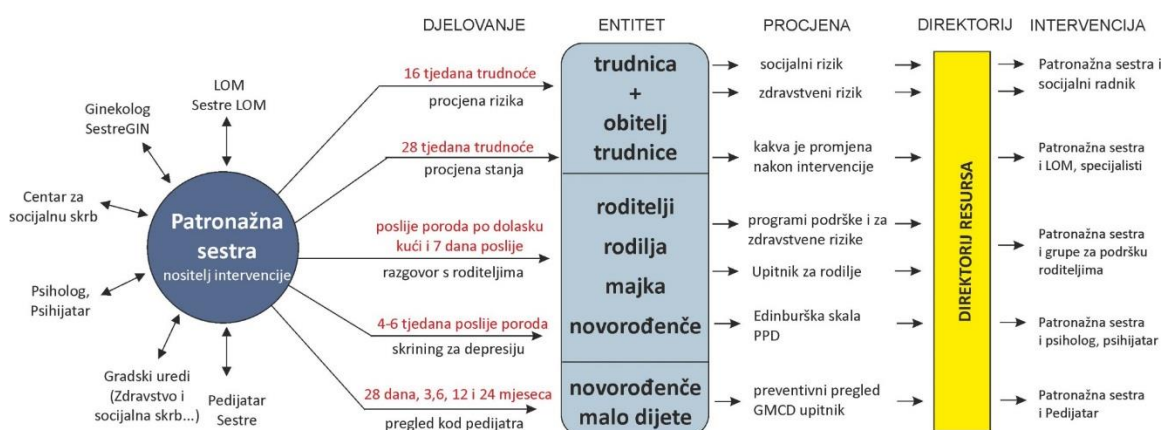 DJELOVANJE
ENTITET
PROCJENA
DIREKTORIJ
INTERVENCIJA
LOM
Sestre LOM
Ginekolog
SestreGIN
Centar za
socijalnu skrb
Psiholog,
Psihijatar
Gradski uredi
(Zdravstvo i
socijalna skrb...)
Pedijatar
Sestre
Patronažna
sestra
nositelj intervencije
16 tjedana trudnoće
procjena rizika
28 tjedana trudnoće
procjena stanja
poslije poroda po dolasku
kući i 7 dana poslije
razgovor s roditeljima
4-6 tjedana poslije poroda
skrining za depresiju
28 dana, 3,6, 12 i 24 mjeseca
pregled kod pedijatra
trudnica
+
obitelj
trudnice
roditelji
rodilja
majka
novorođenče
novorođenče
malo dijete
socijalni rizik
zdravstveni rizik
kakva je promjena
nakon intervencije
programi podrške i za
zdravstvene rizike
Upitnik za rodilje
Edinburška skala
PPD
preventivni pregled
GMCD upitnik
DIREKTORIJ RESURSA
Patronažna sestra i
socijalni radnik
Patronažna sestra
i LOM, specijalisti
Patronažna sestra
i grupe za podršku
roditeljima
Patronažna sestra
i psiholog, psihijatar
Patronažna sestra
i Pedijatar